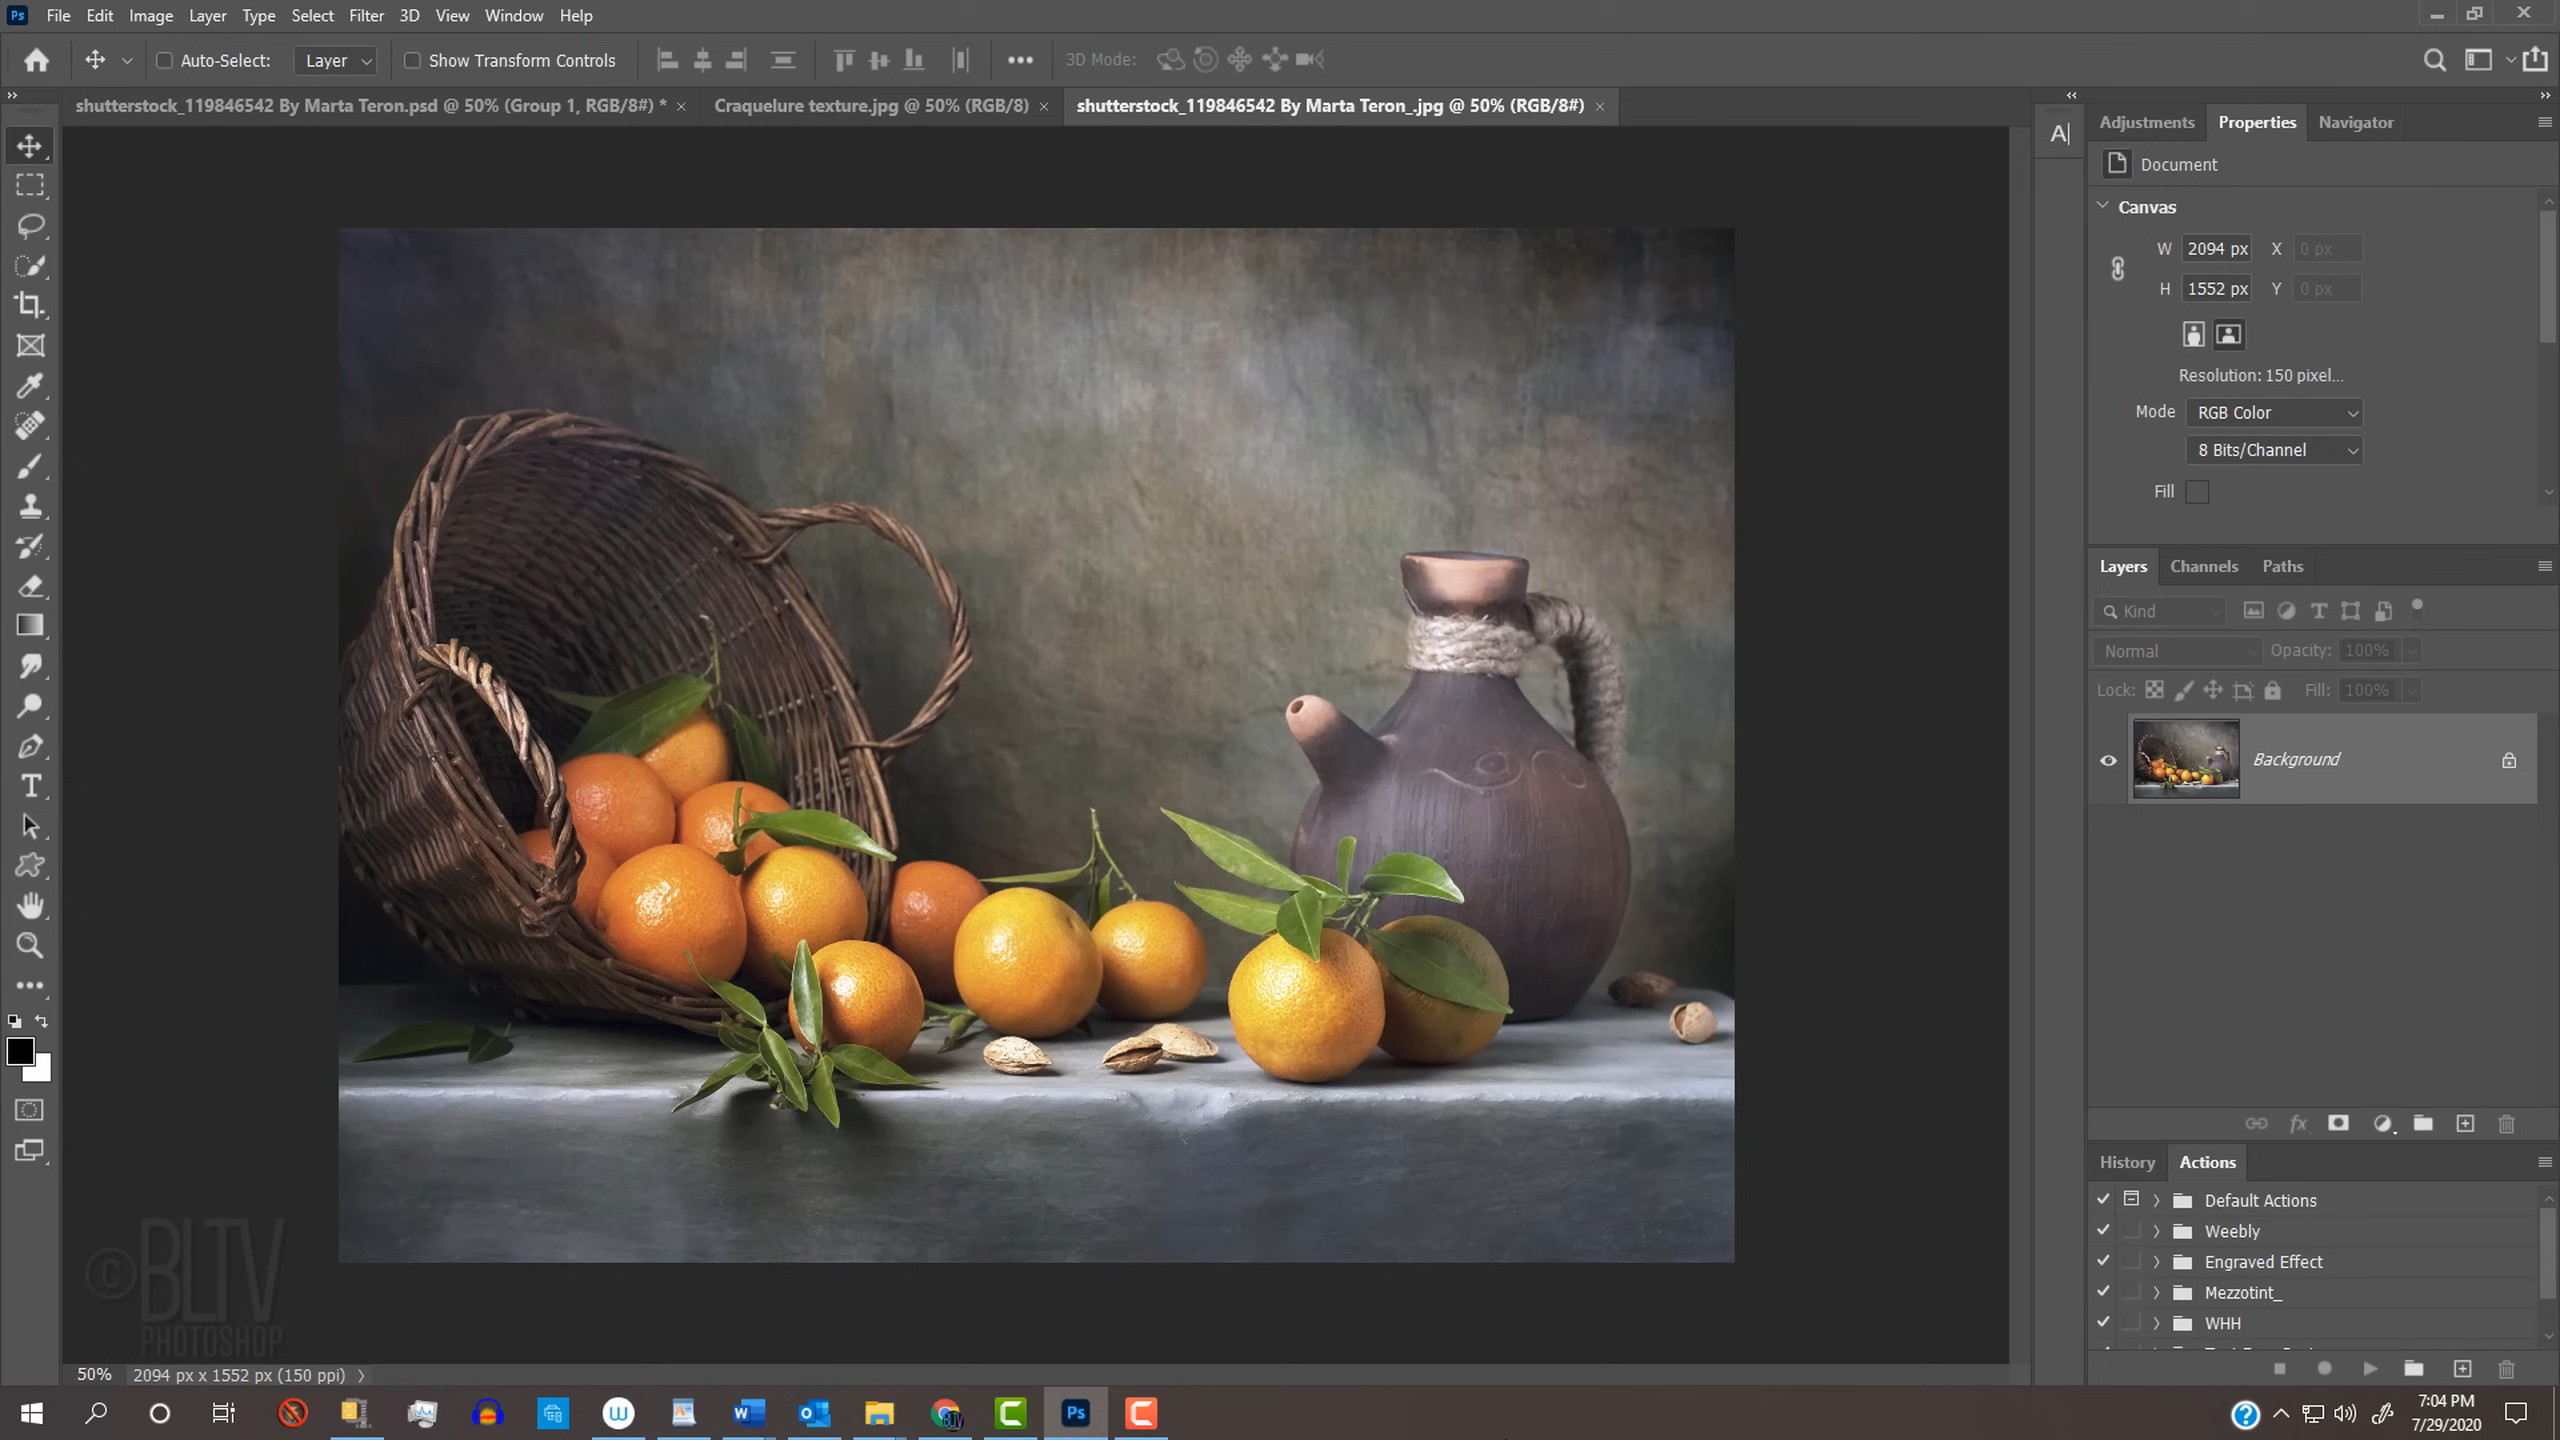 Ps File Edit Image Layer Type Select Filter 3D View Window Help
Auto-Select: Layer Show Transform Controls 3D Mode:
shutterstock_119846542 By Marta Teron.psd @ 50% (Group 1, RGB/8#) * Craquelure texture.jpg @ 50% (RGB/8) shutterstock_119846542 By Marta Teron_.jpg @ 50% (RGB/8#)
A
Adjustments Properties Navigator
Document
Canvas
W 2094 px X 0 px
H 1552 px Y 0 px
Resolution: 150 pixel...
Mode RGB Color
8 Bits/Channel
Fill
Layers Channels Paths
Kind
Normal Opacity: 100%
Lock: Fill: 100%
Background
fx
History Actions
Default Actions
Weebly
Engraved Effect
Mezzotint_
WHH
©BLTV
PHOTOSHOP
50% 2094 px x 1552 px (150 ppi)
Ps
7:04 PM
7/29/2020